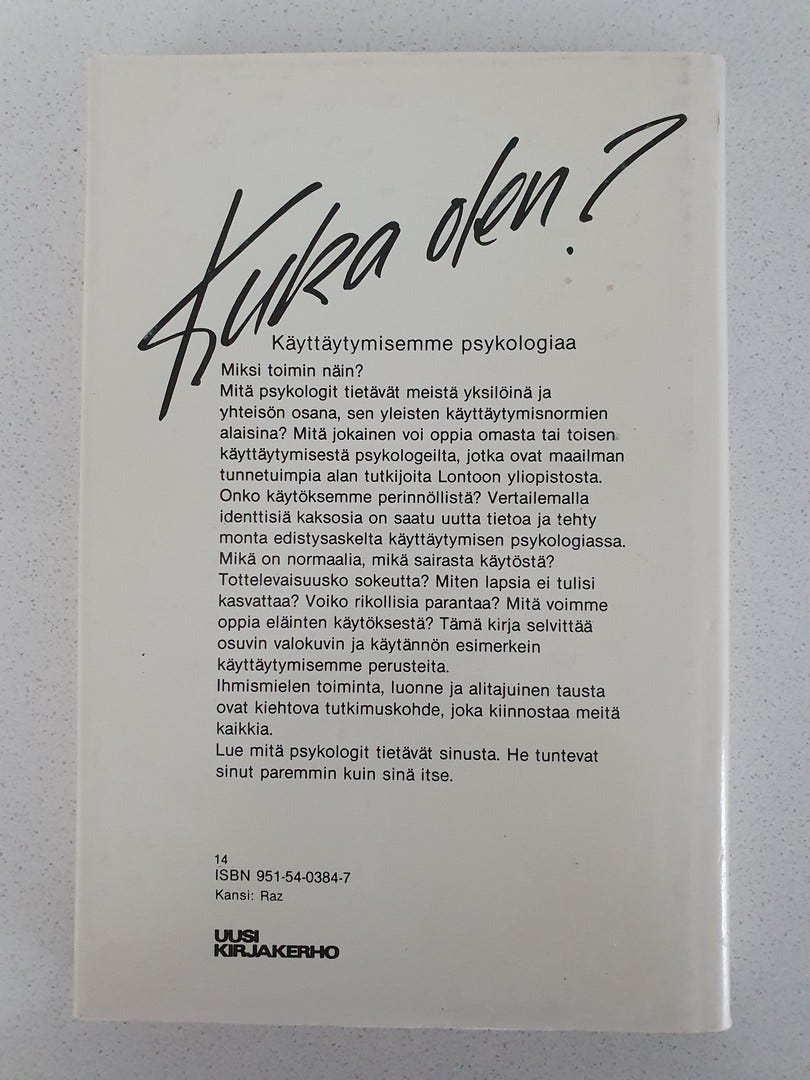 Kuka olen?
Käyttäytymisemme psykologiaa
Miksi toimin näin?
Mitä psykologit tietävät meistä yksilöinä ja
yhteisön osana, sen yleisten käyttäytymisnormien
alaisina? Mitä jokainen voi oppia omasta tai toisen
käyttäytymisestä psykologeilta, jotka ovat maailman
tunnetuimpia alan tutkijoita Lontoon yliopistosta.
Onko käytöksemme perinnöllistä? Vertailemalla
identtisiä kaksosia on saatu uutta tietoa ja tehty
monta edistysaskelta käyttäytymisen psykologiassa.
Mikä on normaalia, mikä sairasta käytöstä?
Tottelevaisuusko sokeutta? Miten lapsia ei tulisi
kasvattaa? Voiko rikollisia parantaa? Mitä voimme
oppia eläinten käytöksestä? Tämä kirja selvittää
osuvin valokuvin ja käytännön esimerkein
käyttäytymisemme perusteita.
Ihmismielen toiminta, luonne ja alitajuinen tausta
ovat kiehtova tutkimuskohde, joka kiinnostaa meitä
kaikkia.
Lue mitä psykologit tietävät sinusta. He tuntevat
sinut paremmin kuin sinä itse.
14
ISBN 951-54-0384-7
Kansi: Raz
UUSI
KIRJAKERHO